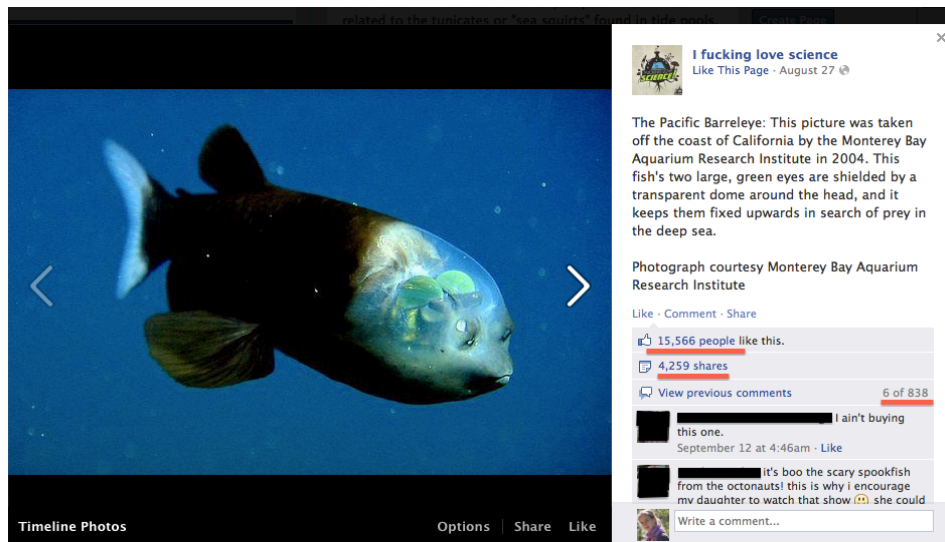 related to the tunicates or "sea squirts" found in tide pools.
Create Page
I fucking love science
Like This Page · August 27
SCIENCE!
The Pacific Barreleye: This picture was taken
off the coast of California by the Monterey Bay
Aquarium Research Institute in 2004. This
fish's two large, green eyes are shielded by a
transparent dome around the head, and it
keeps them fixed upwards in search of prey in
the deep sea.
Photograph courtesy Monterey Bay Aquarium
Research Institute
Like · Comment · Share
15,566 people like this.
4,259 shares
View previous comments 6 of 838
I ain't buying
this one.
September 12 at 4:46am · Like
it's boo the scary spookfish
from the octonauts! this is why i encourage
my daughter to watch that show she could
Write a comment...
Timeline Photos Options Share Like